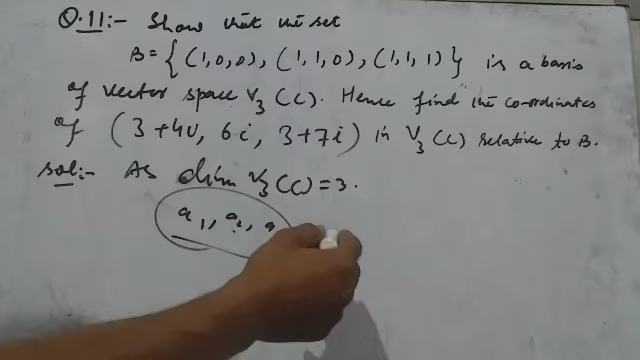 Q.11:- Show that the set
B = { (1,0,0), (1,1,0), (1,1,1) } is a basis
of vector space V₃(C). Hence find the co-ordinates
of (3+4i, 6i, 3+7i) in V₃(C) relative to B.
Sol:- As dim V₃(C) = 3.
a₁, a₂, a